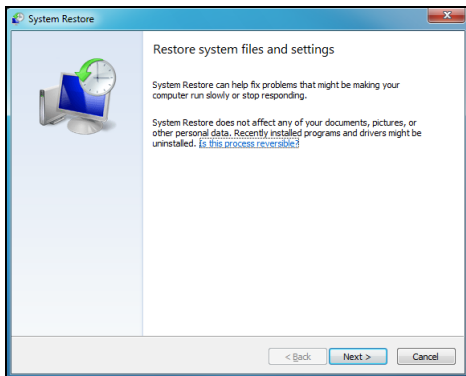 System Restore
Restore system files and settings
System Restore can help fix problems that might be making your
computer run slowly or stop responding.
System Restore does not affect any of your documents, pictures, or
other personal data. Recently installed programs and drivers might be
uninstalled. Is this process reversible?
< Back
Next >
Cancel